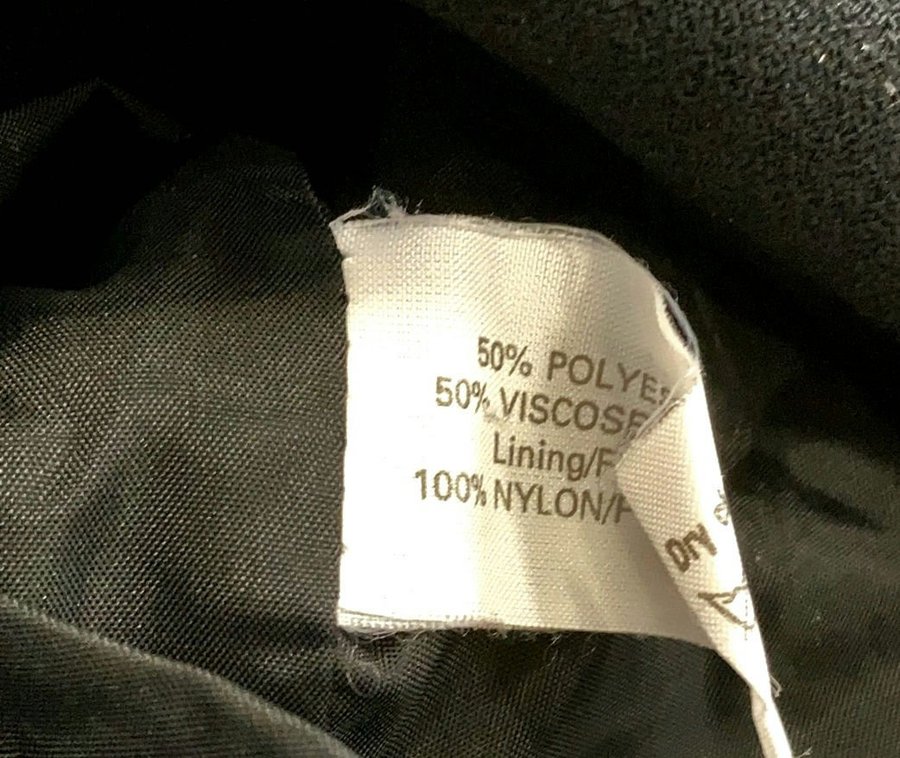 50% POLYES
50% VISCOSE
Lining/F
100% NYLON/F
Dry